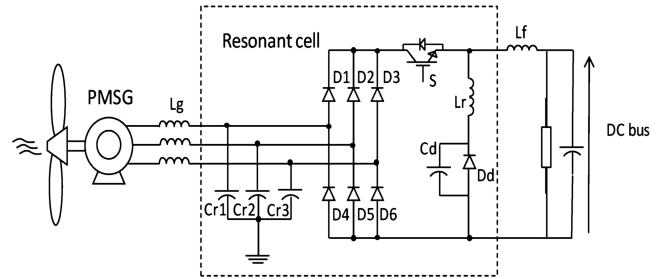 Resonant cell
Lf
PMSG
Lg
D1 D2 D3
S
Lr
DC bus
Cd
Dd
Cr1 Cr2 Cr3
D4 D5 D6